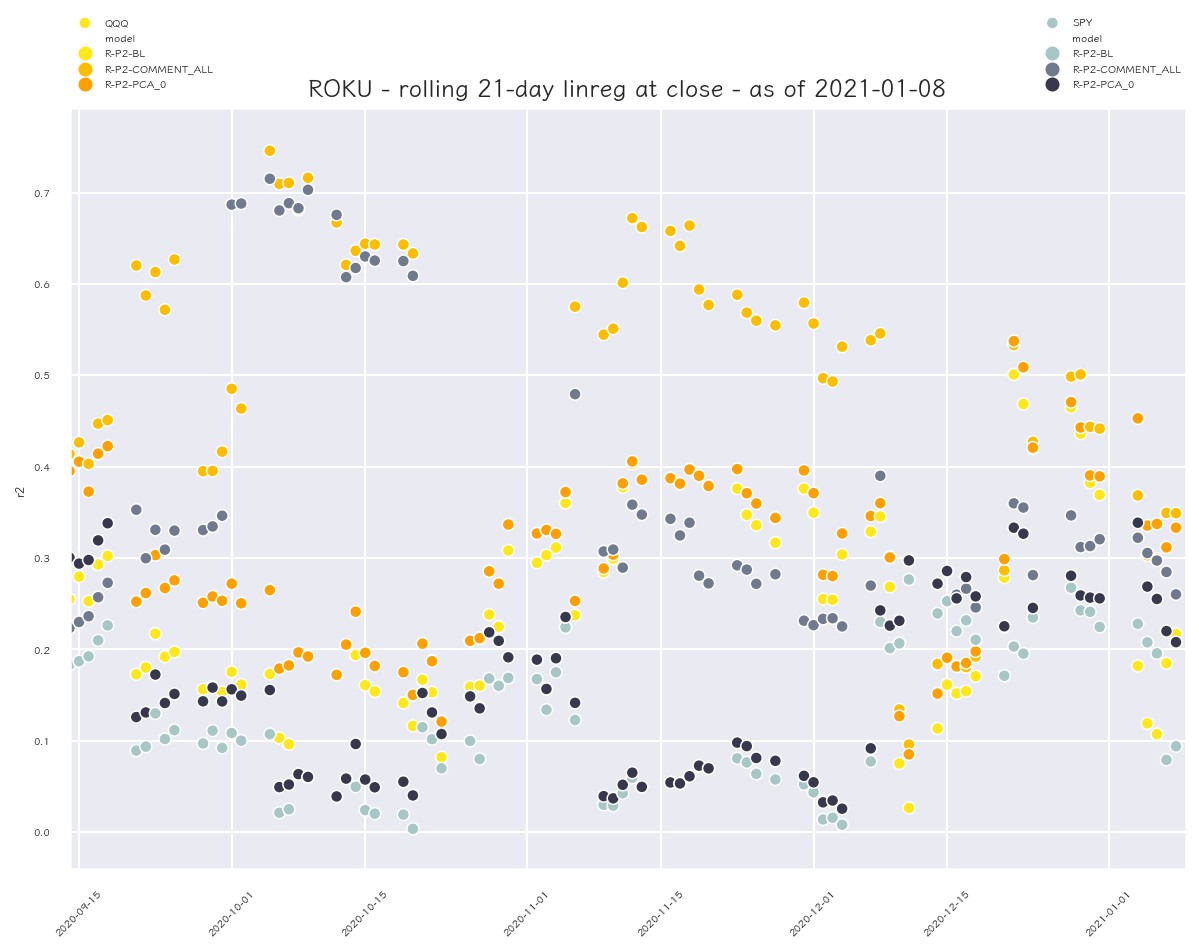 QQQ
model
R-P2-BL
R-P2-COMMENT_ALL
R-P2-PCA_0
SPY
model
R-P2-BL
R-P2-COMMENT_ALL
R-P2-PCA_0
ROKU - rolling 21-day linreg at close - as of 2021-01-08
0.7
0.6
0.5
0.4
0.3
0.2
0.1
0.0
r2
2020-09-15
2020-10-01
2020-10-15
2020-11-01
2020-11-15
2020-12-01
2020-12-15
2021-01-01